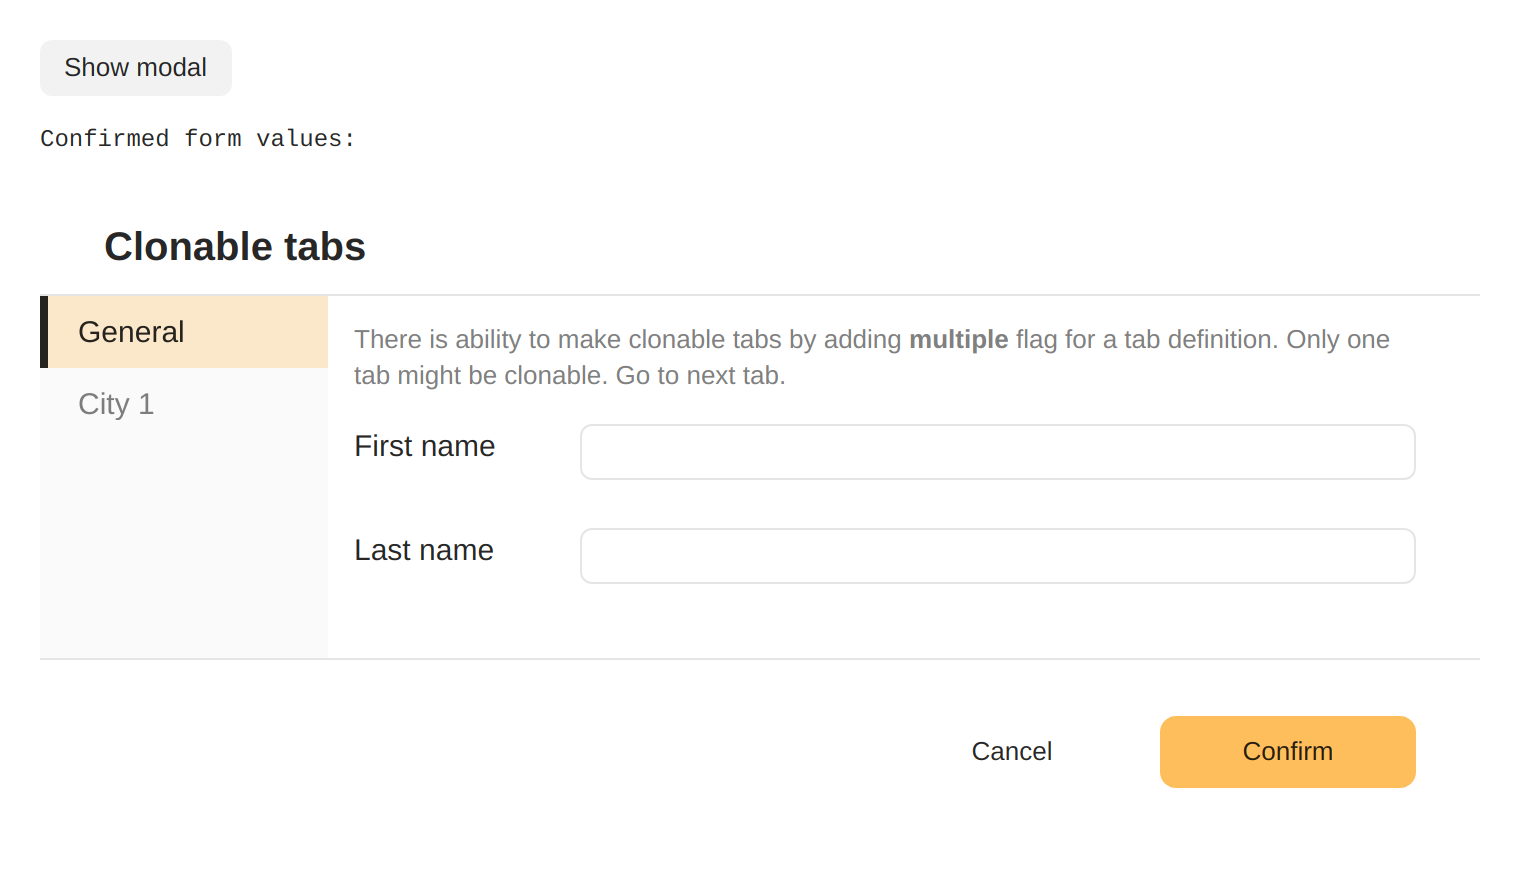 Show modal
Confirmed form values:
Clonable tabs
General
City 1
There is ability to make clonable tabs by adding multiple flag for a tab definition. Only one
tab might be clonable. Go to next tab.
First name
Last name
Cancel
Confirm